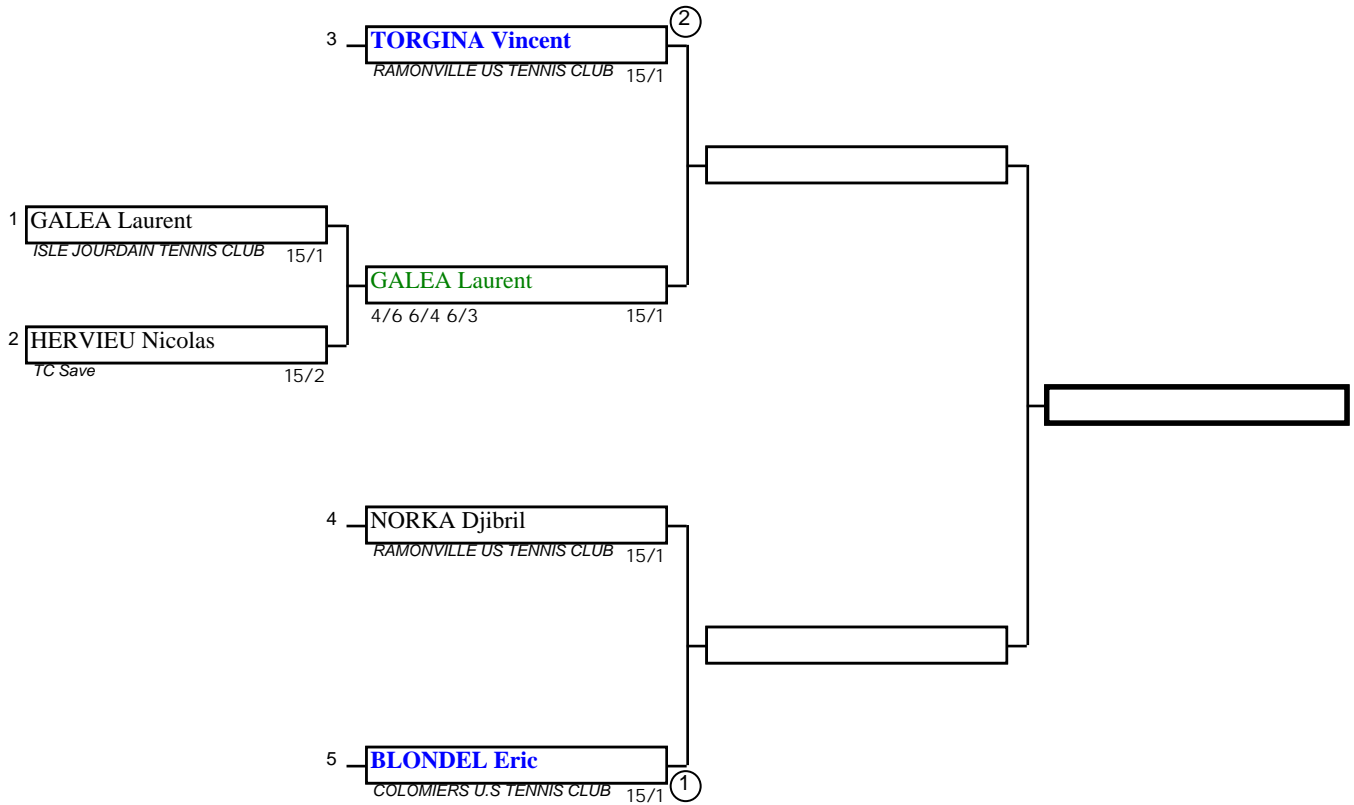 2
3 TORGINA Vincent
RAMONVILLE US TENNIS CLUB 15/1
1 GALEA Laurent
ISLE JOURDAIN TENNIS CLUB 15/1
GALEA Laurent
4/6 6/4 6/3 15/1
2 HERVIEU Nicolas
TC Save 15/2
4 NORKA Djibril
RAMONVILLE US TENNIS CLUB 15/1
5 BLONDEL Eric
COLOMIERS U.S TENNIS CLUB 15/1
1